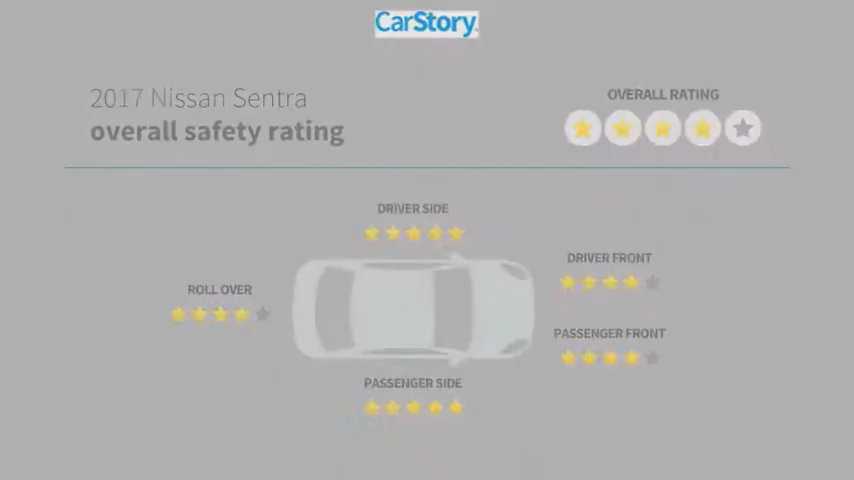 CarStory
2017 Nissan Sentra
overall safety rating
OVERALL RATING
DRIVER SIDE
DRIVER FRONT
ROLL OVER
PASSENGER FRONT
PASSENGER SIDE